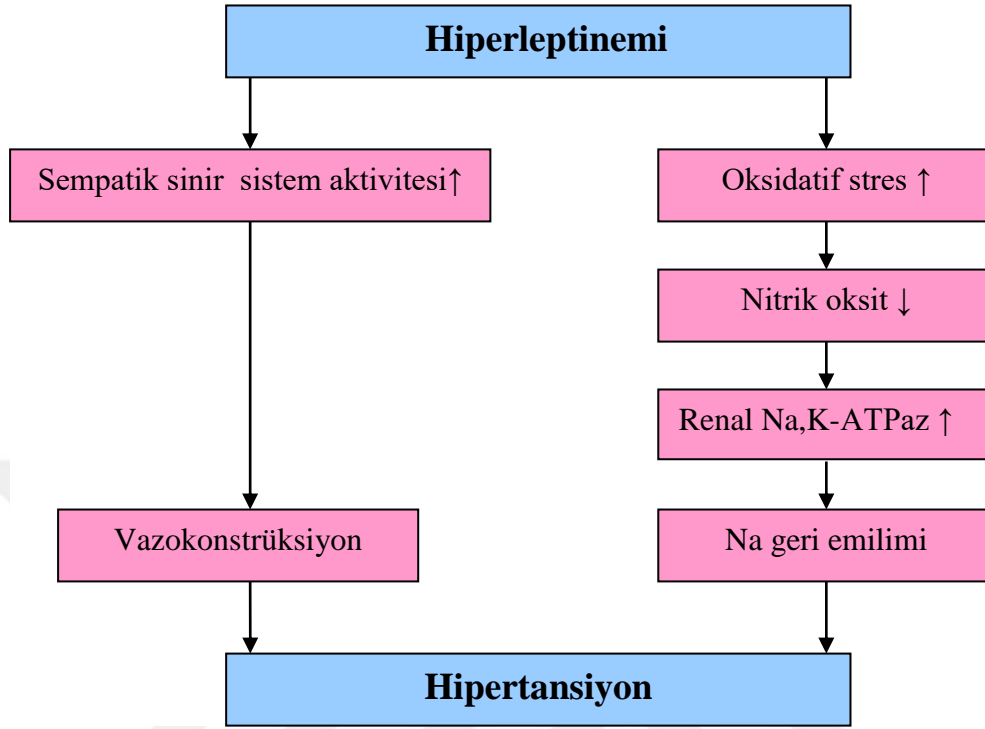 Hiperleptinemi
Sempatik sinir  sistem aktivitesi↑
Oksidatif stres ↑
Nitrik oksit ↓
Renal Na,K-ATPaz ↑
Vazokonstrüksiyon
Na geri emilimi
Hipertansiyon